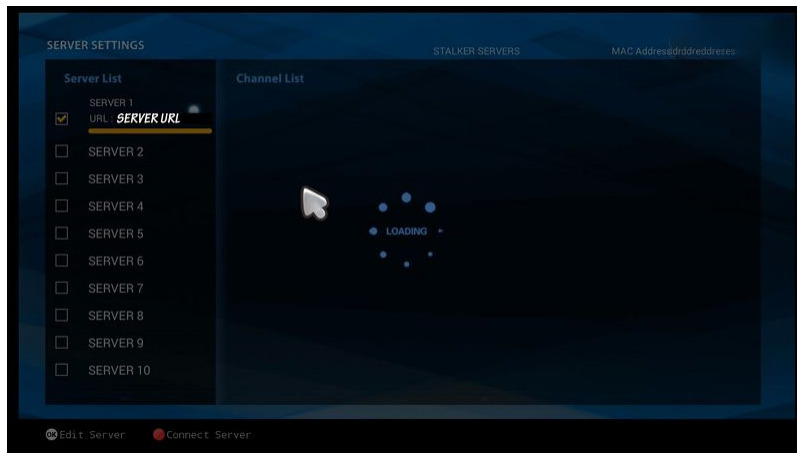 SERVER SETTINGS
STALKER SERVERS
MAC Address
Server List
Channel List
SERVER 1
URL : SERVER URL
SERVER 2
SERVER 3
SERVER 4
SERVER 5
SERVER 6
SERVER 7
SERVER 8
SERVER 9
SERVER 10
LOADING
OK Edit Server
Connect Server